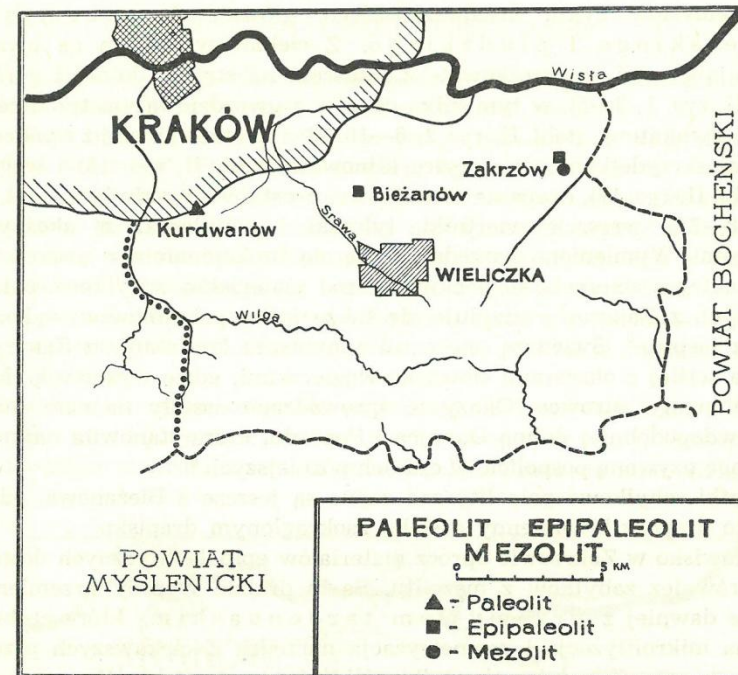 Wisła
KRAKÓW
Zakrzów
Bieżanów
Kurdwanów
Srawa
WIELICZKA
Wilga
POWIAT BOCHEŃSKI
POWIAT
MYŚLENICKI
PALEOLIT EPIPALEOLIT
MEZOLIT
0 5 KM
▲ - Paleolit
■ - Epipaleolit
● - Mezolit